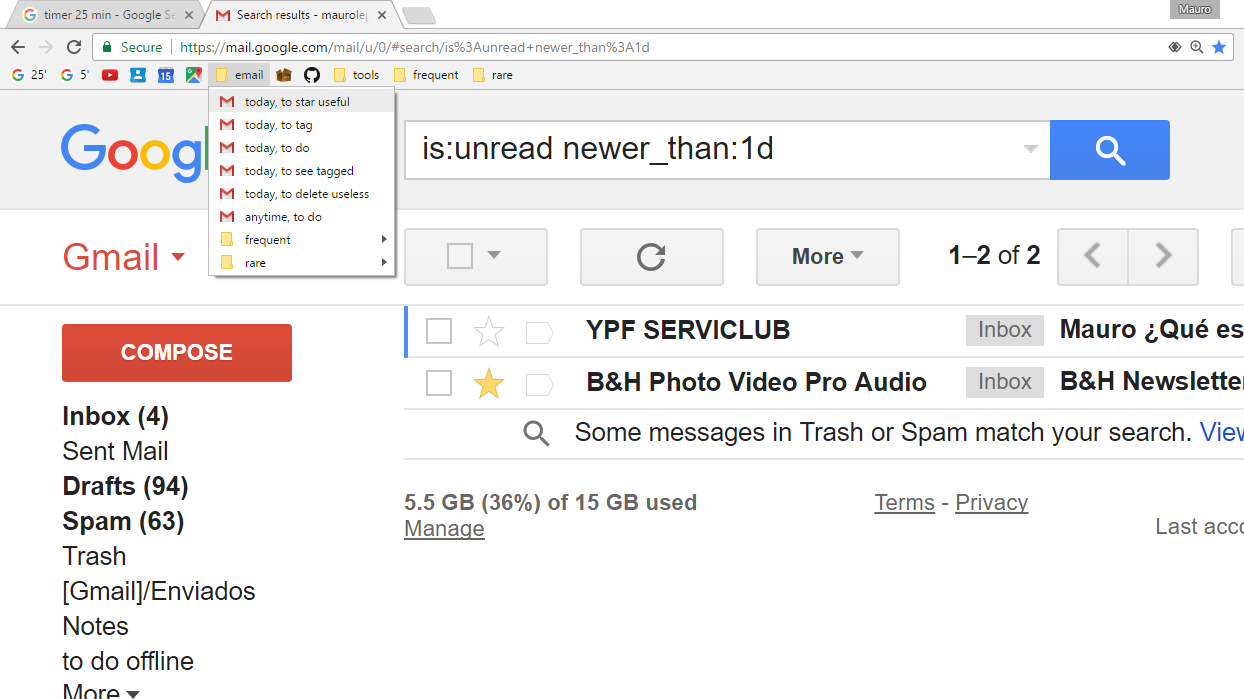 timer 25 min - Google Se
Search results - maurolep
Mauro
Secure
https://mail.google.com/mail/u/0/#search/is%3Aunread+newer_than%3A1d
25'
5'
15
email
tools
frequent
rare
today, to star useful
today, to tag
today, to do
today, to see tagged
today, to delete useless
anytime, to do
frequent
rare
Googl
is:unread newer_than:1d
Gmail
More
1–2 of 2
COMPOSE
YPF SERVICLUB
Inbox
Mauro ¿Qué es
B&H Photo Video Pro Audio
Inbox
B&H Newslette
Some messages in Trash or Spam match your search. View
Inbox (4)
Sent Mail
Drafts (94)
Spam (63)
Trash
[Gmail]/Enviados
Notes
to do offline
More
5.5 GB (36%) of 15 GB used
Manage
Terms - Privacy
Last acco